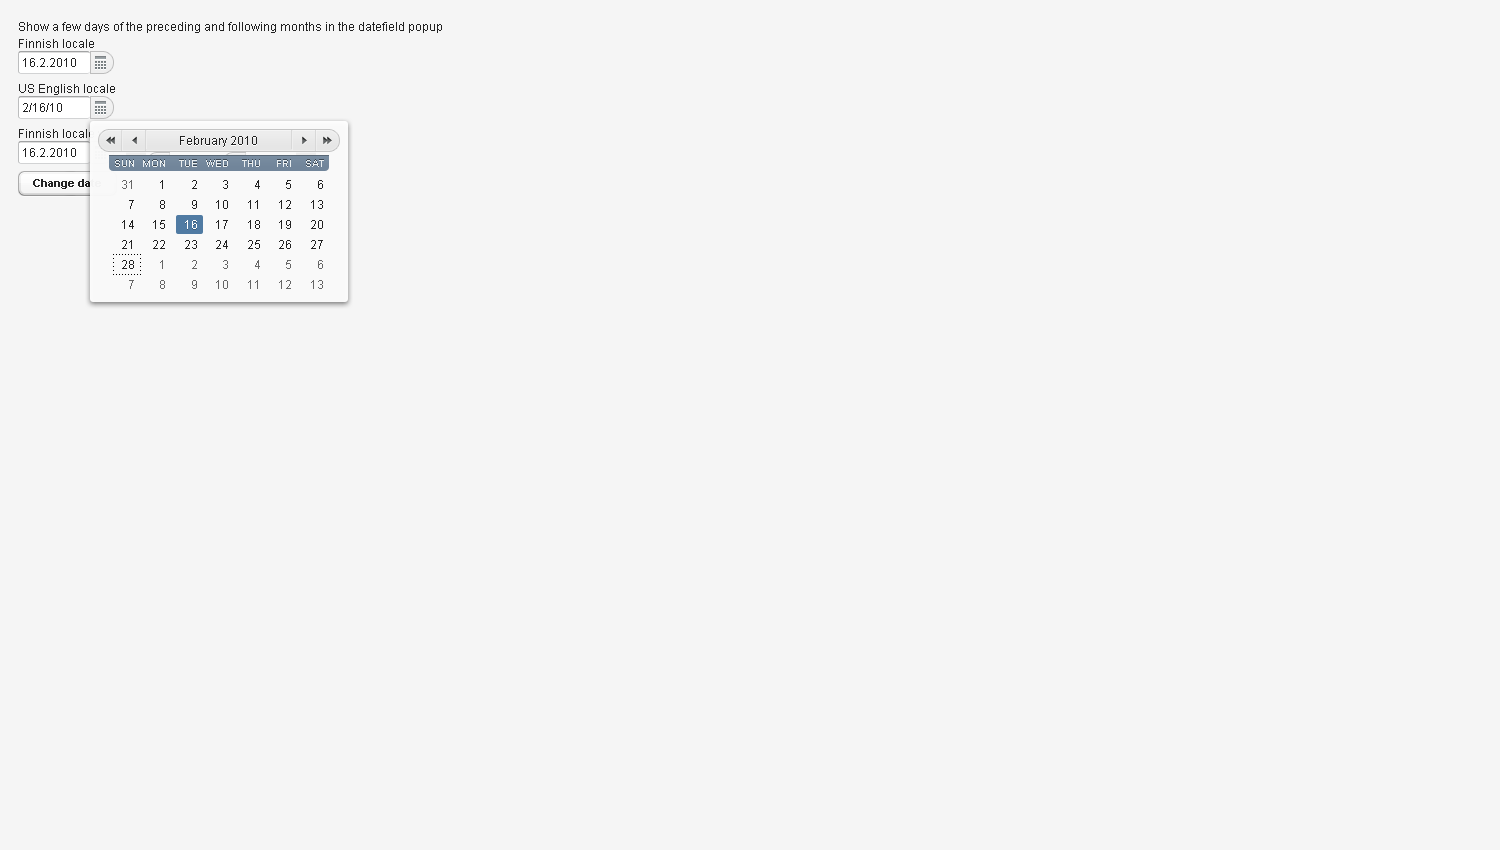 Show a few days of the preceding and following months in the datefield popup
Finnish locale
16.2.2010
US English locale
2/16/10
Finnish locale
16.2.2010
Change da
February 2010
SUN MON TUE WED THU FRI SAT
31 1 2 3 4 5 6
7 8 9 10 11 12 13
14 15 16 17 18 19 20
21 22 23 24 25 26 27
28 1 2 3 4 5 6
7 8 9 10 11 12 13